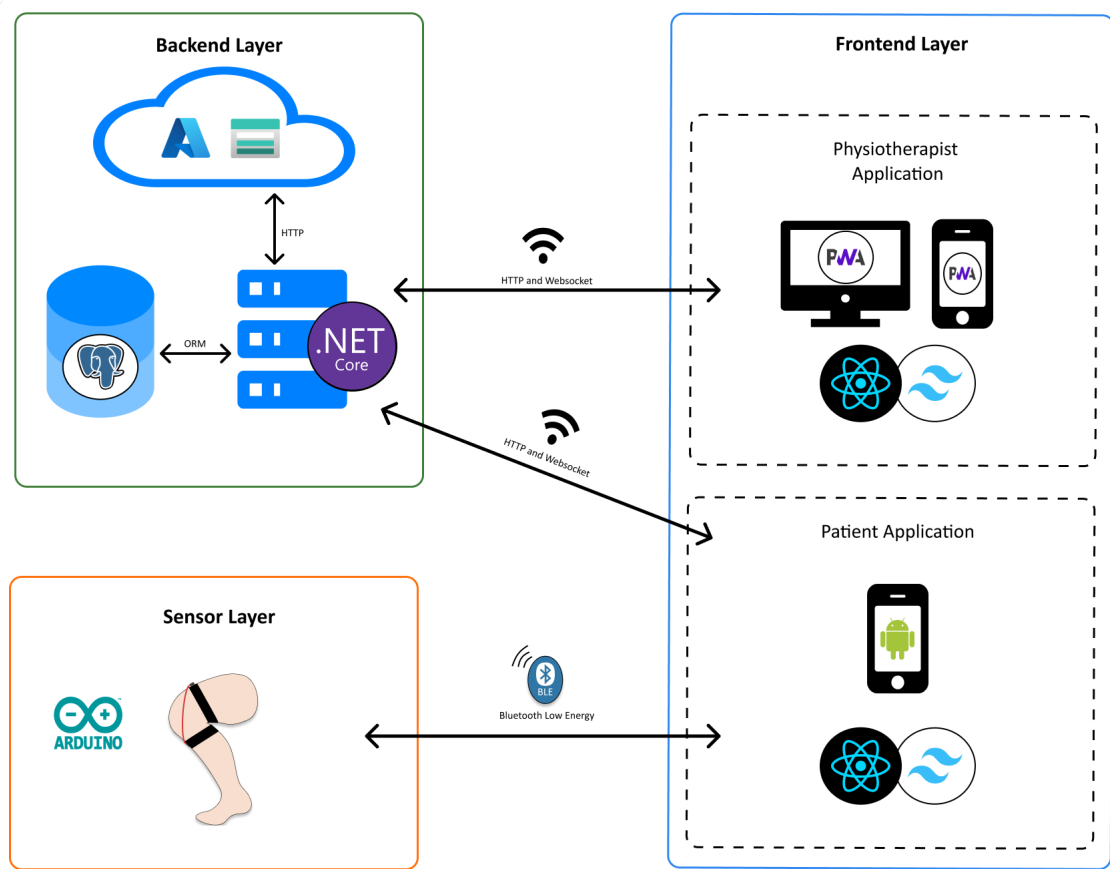 Backend Layer
HTTP
ORM
.NET
Core
HTTP and Websocket
HTTP and Websocket
Frontend Layer
Physiotherapist
Application
PWA
PWA
Patient Application
Sensor Layer
ARDUINO
BLE
Bluetooth Low Energy